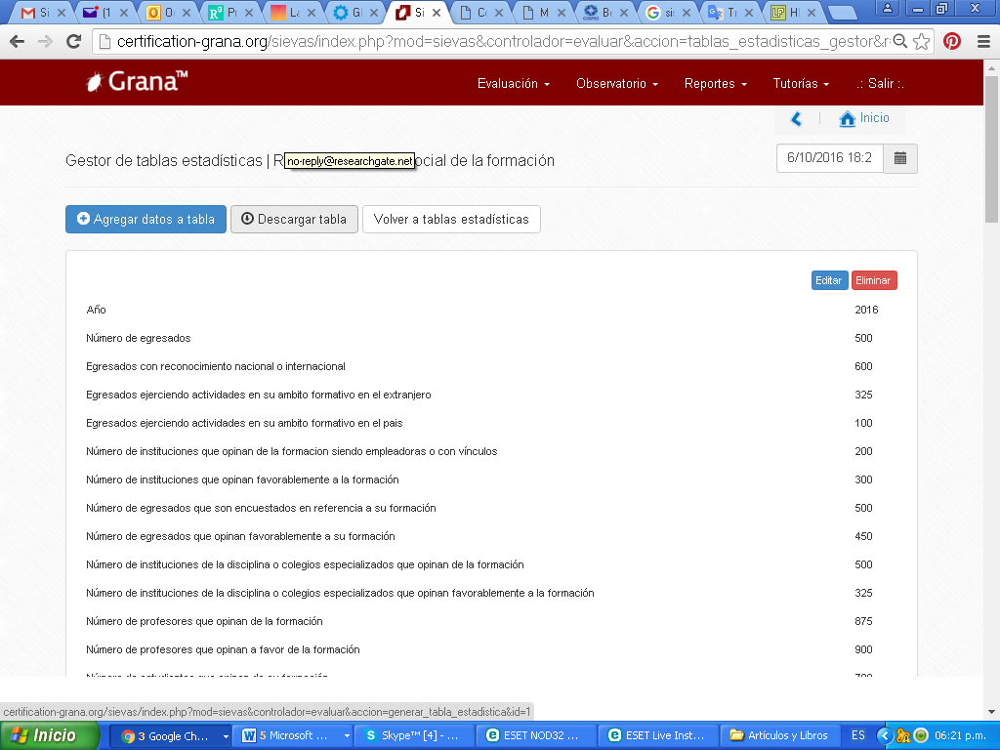 Si
(1
O
P
La
G
Si
C
M
B
si
T
H
certification-grana.org/sievas/index.php?mod=sievas&controlador=evaluar&accion=tablas_estadisticas_gestor&r
Grana™
Evaluación
Observatorio
Reportes
Tutorías
.: Salir :.
Inicio
Gestor de tablas estadísticas | R
no-reply@researchgate.net
ocial de la formación
6/10/2016 18:2
Agregar datos a tabla
Descargar tabla
Volver a tablas estadísticas
Editar Eliminar
Año 2016
Número de egresados 500
Egresados con reconocimiento nacional o internacional 600
Egresados ejerciendo actividades en su ambito formativo en el extranjero 325
Egresados ejerciendo actividades en su ambito formativo en el pais 100
Número de instituciones que opinan de la formacion siendo empleadoras o con vínculos 200
Número de instituciones que opinan favorablemente a la formación 300
Número de egresados que son encuestados en referencia a su formación 500
Número de egresados que opinan favorablemente a su formación 450
Número de instituciones de la disciplina o colegios especializados que opinan de la formación 500
Número de instituciones de la disciplina o colegios especializados que opinan favorablemente a la formación 325
Número de profesores que opinan de la formación 875
Número de profesores que opinan a favor de la formación 900
Número de estudiantes que opinan de su formación 700
certification-grana.org/sievas/index.php?mod=sievas&controlador=evaluar&accion=generar_tabla_estadistica&id=1
Inicio
3 Google Ch...
5 Microsoft ...
Skype™ [4] - ...
ESET NOD32 ...
ESET Live Inst...
Artículos y Libros
ES
06:21 p.m.